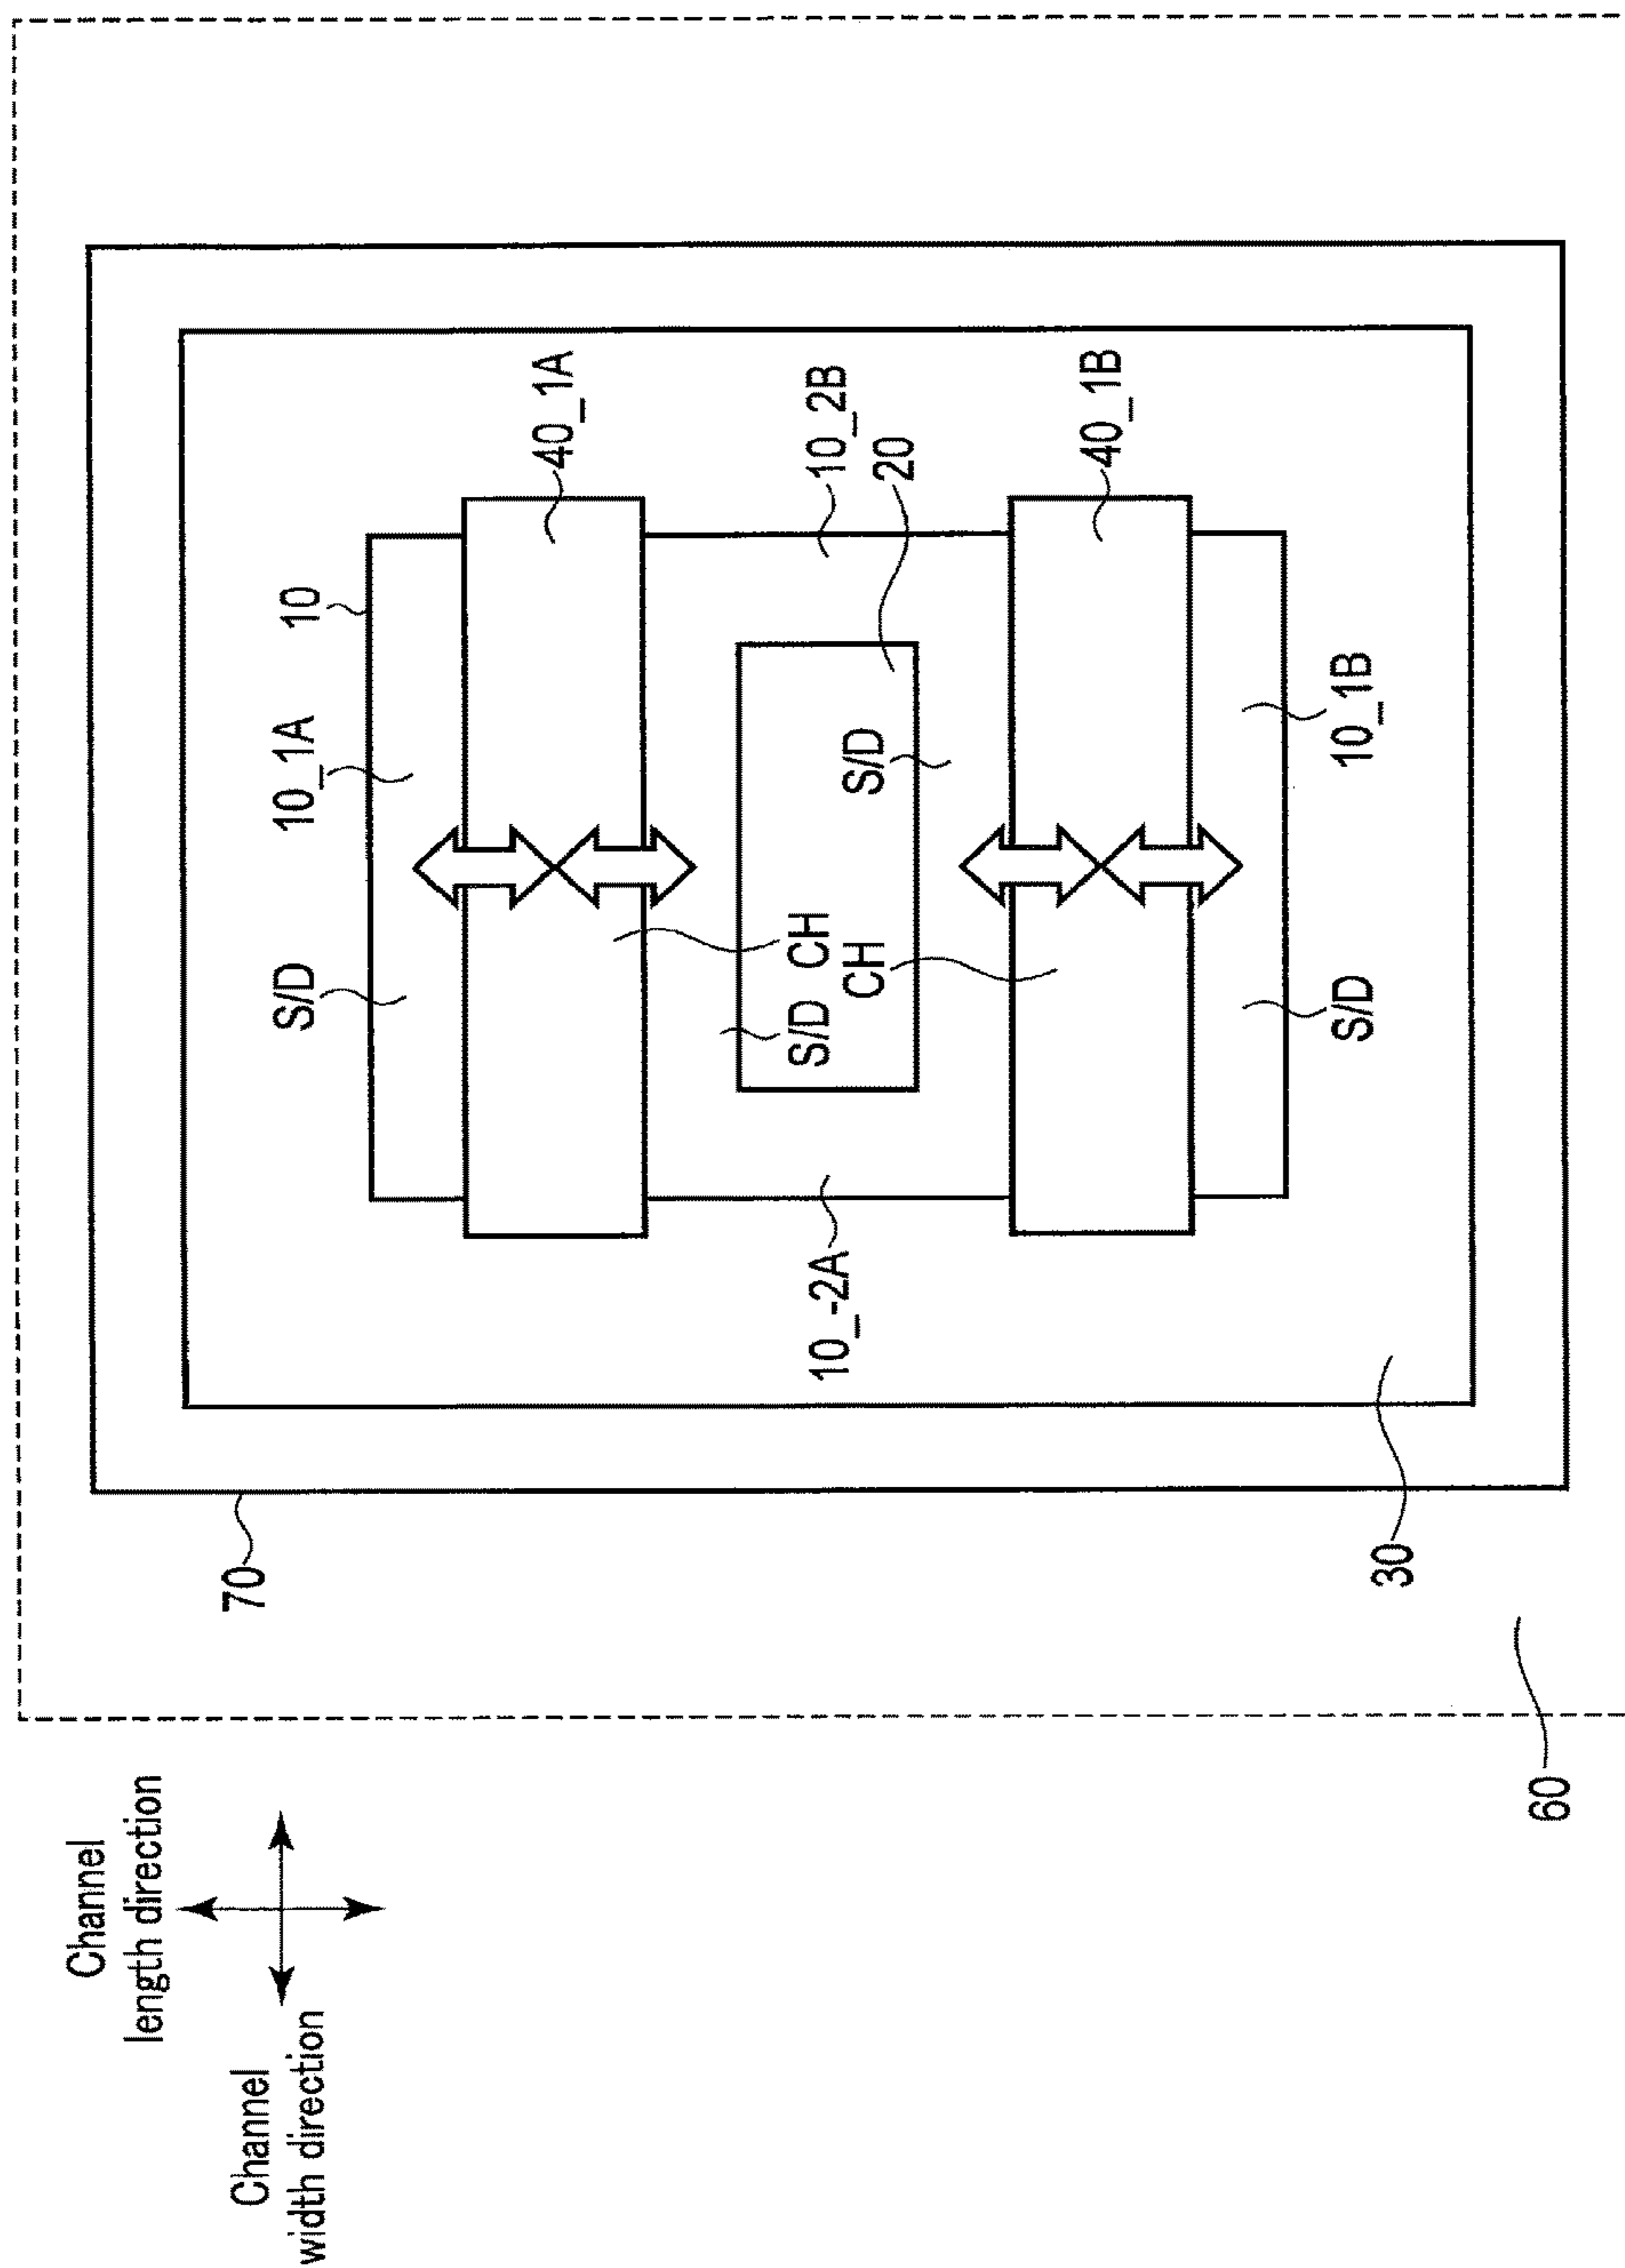 Channel
length direction
Channel
width direction
70
S/D
10_1A
10
40_1A
10_-2A
S/D
CH
10_2B
CH
S/D
20
40_1B
S/D
10_1B
30
60